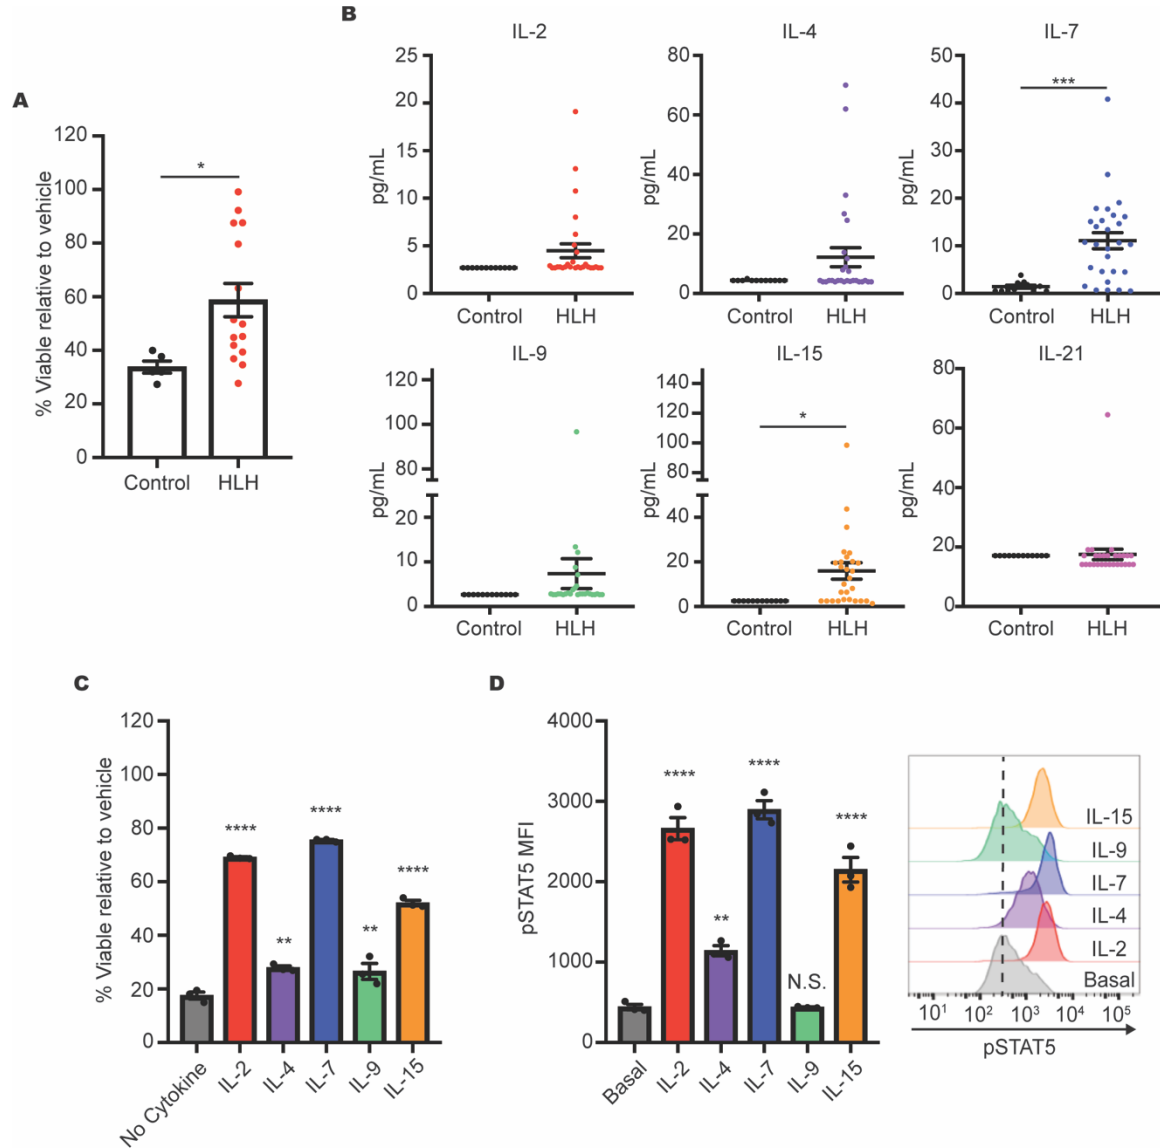 A
% Viable relative to vehicle
120
100
80
60
40
20
0
*
Control
HLH
B
IL-2
pg/mL
25
20
15
10
5
0
Control
HLH
IL-4
pg/mL
80
60
40
20
0
Control
HLH
IL-7
pg/mL
50
40
30
20
10
0
***
Control
HLH
IL-9
pg/mL
120
100
80
20
10
0
Control
HLH
IL-15
pg/mL
140
120
100
80
60
40
20
0
*
Control
HLH
IL-21
pg/mL
80
60
40
20
0
Control
HLH
C
% Viable relative to vehicle
120
100
80
60
40
20
0
****
**
****
**
****
No Cytokine
IL-2
IL-4
IL-7
IL-9
IL-15
D
pSTAT5 MFI
4000
3000
2000
1000
0
****
**
****
N.S.
****
Basal
IL-2
IL-4
IL-7
IL-9
IL-15
IL-15
IL-9
IL-7
IL-4
IL-2
Basal
10¹ 10² 10³ 10⁴ 10⁵
pSTAT5